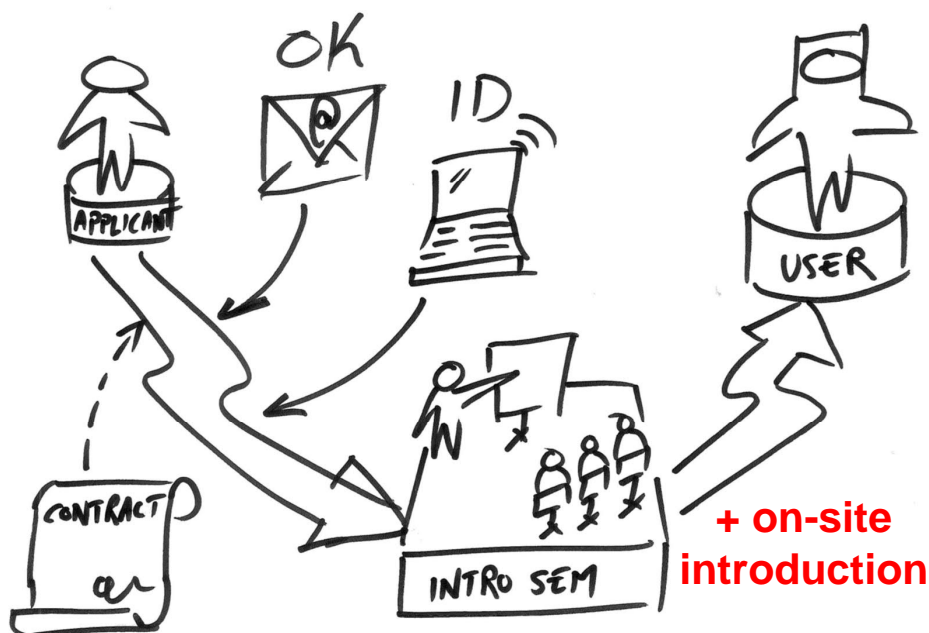 OK
@
ID
APPLICANT
USER
CONTRACT
INTRO SEM
+ on-site
introduction